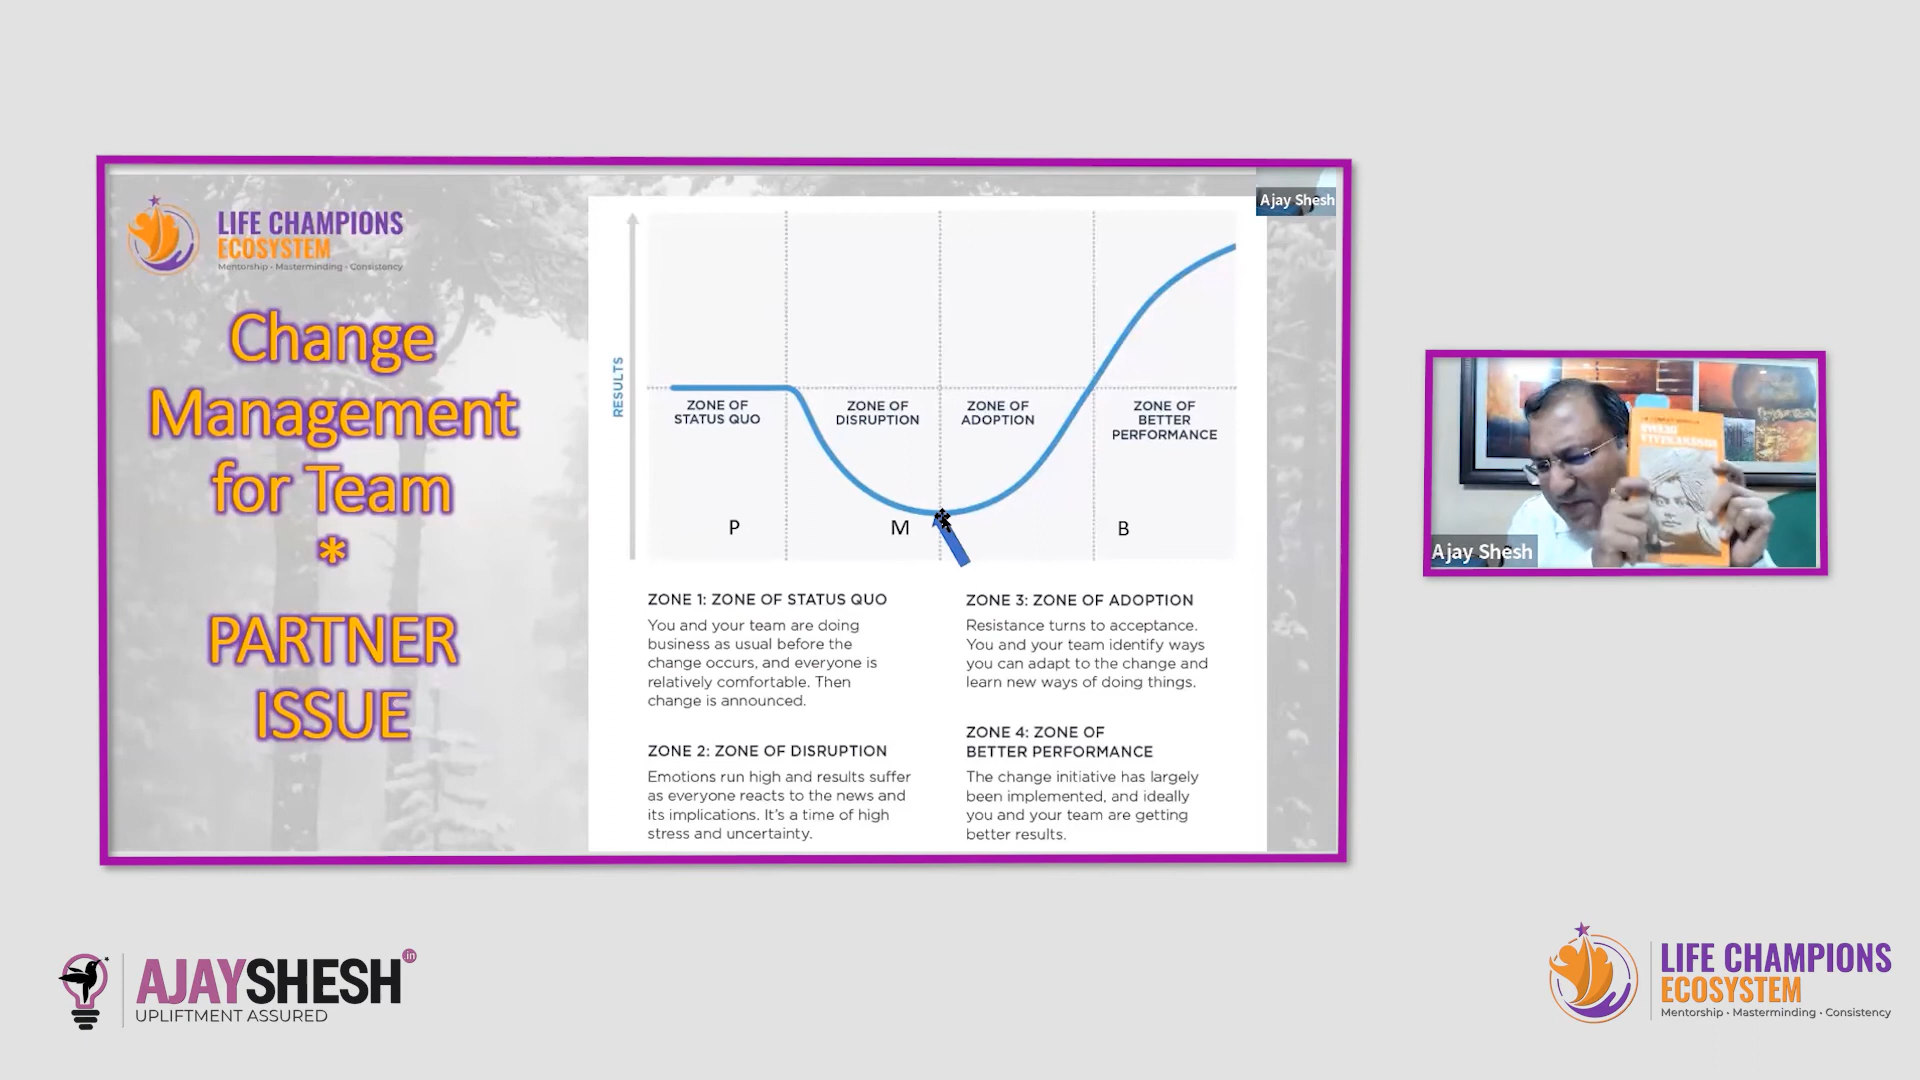 LIFE CHAMPIONS
ECOSYSTEM
Mentorship • Masterminding • Consistency
Change
Management
for Team
*
PARTNER
ISSUE
Ajay Shesh
RESULTS
ZONE OF
STATUS QUO
ZONE OF
DISRUPTION
ZONE OF
ADOPTION
ZONE OF
BETTER
PERFORMANCE
P
M
B
ZONE 1: ZONE OF STATUS QUO
You and your team are doing
business as usual before the
change occurs, and everyone is
relatively comfortable. Then
change is announced.
ZONE 2: ZONE OF DISRUPTION
Emotions run high and results suffer
as everyone reacts to the news and
its implications. It's a time of high
stress and uncertainty.
ZONE 3: ZONE OF ADOPTION
Resistance turns to acceptance.
You and your team identify ways
you can adapt to the change and
learn new ways of doing things.
ZONE 4: ZONE OF
BETTER PERFORMANCE
The change initiative has largely
been implemented, and ideally
you and your team are getting
better results.
VIVEKANANDA
Ajay Shesh
AJAYSHESH.in
UPLIFTMENT ASSURED
LIFE CHAMPIONS
ECOSYSTEM
Mentorship • Masterminding • Consistency